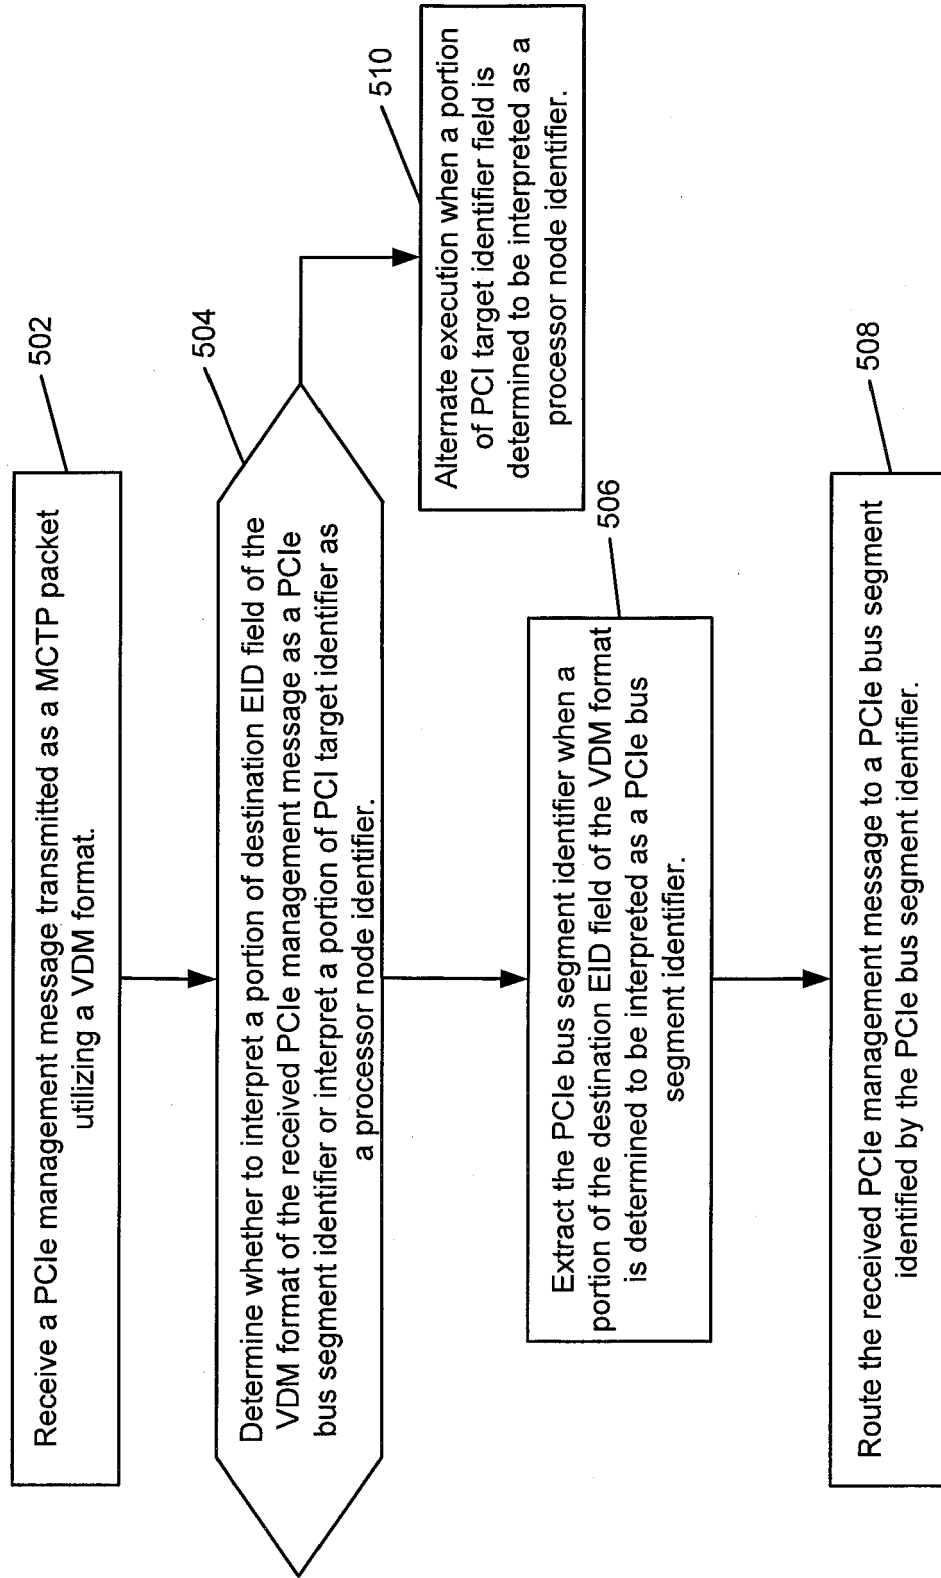 502
Receive a PCIe management message transmitted as a MCTP packet
utilizing a VDM format.
504
Determine whether to interpret a portion of destination EID field of the
VDM format of the received PCIe management message as a PCIe
bus segment identifier or interpret a portion of PCI target identifier as
a processor node identifier.
510
Alternate execution when a portion
of PCI target identifier field is
determined to be interpreted as a
processor node identifier.
506
Extract the PCIe bus segment identifier when a
portion of the destination EID field of the VDM format
is determined to be interpreted as a PCIe bus
segment identifier.
508
Route the received PCIe management message to a PCIe bus segment
identified by the PCIe bus segment identifier.